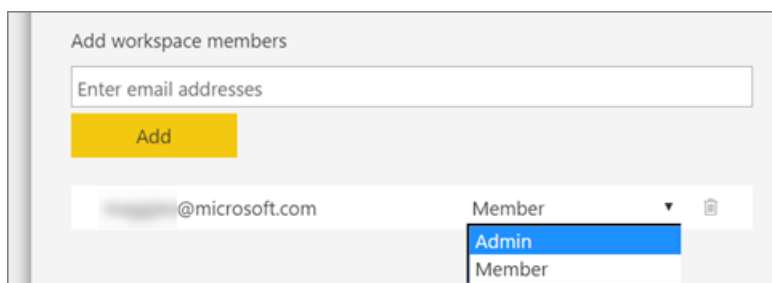 Add workspace members
Enter email addresses
Add
@microsoft.com Member
Admin
Member